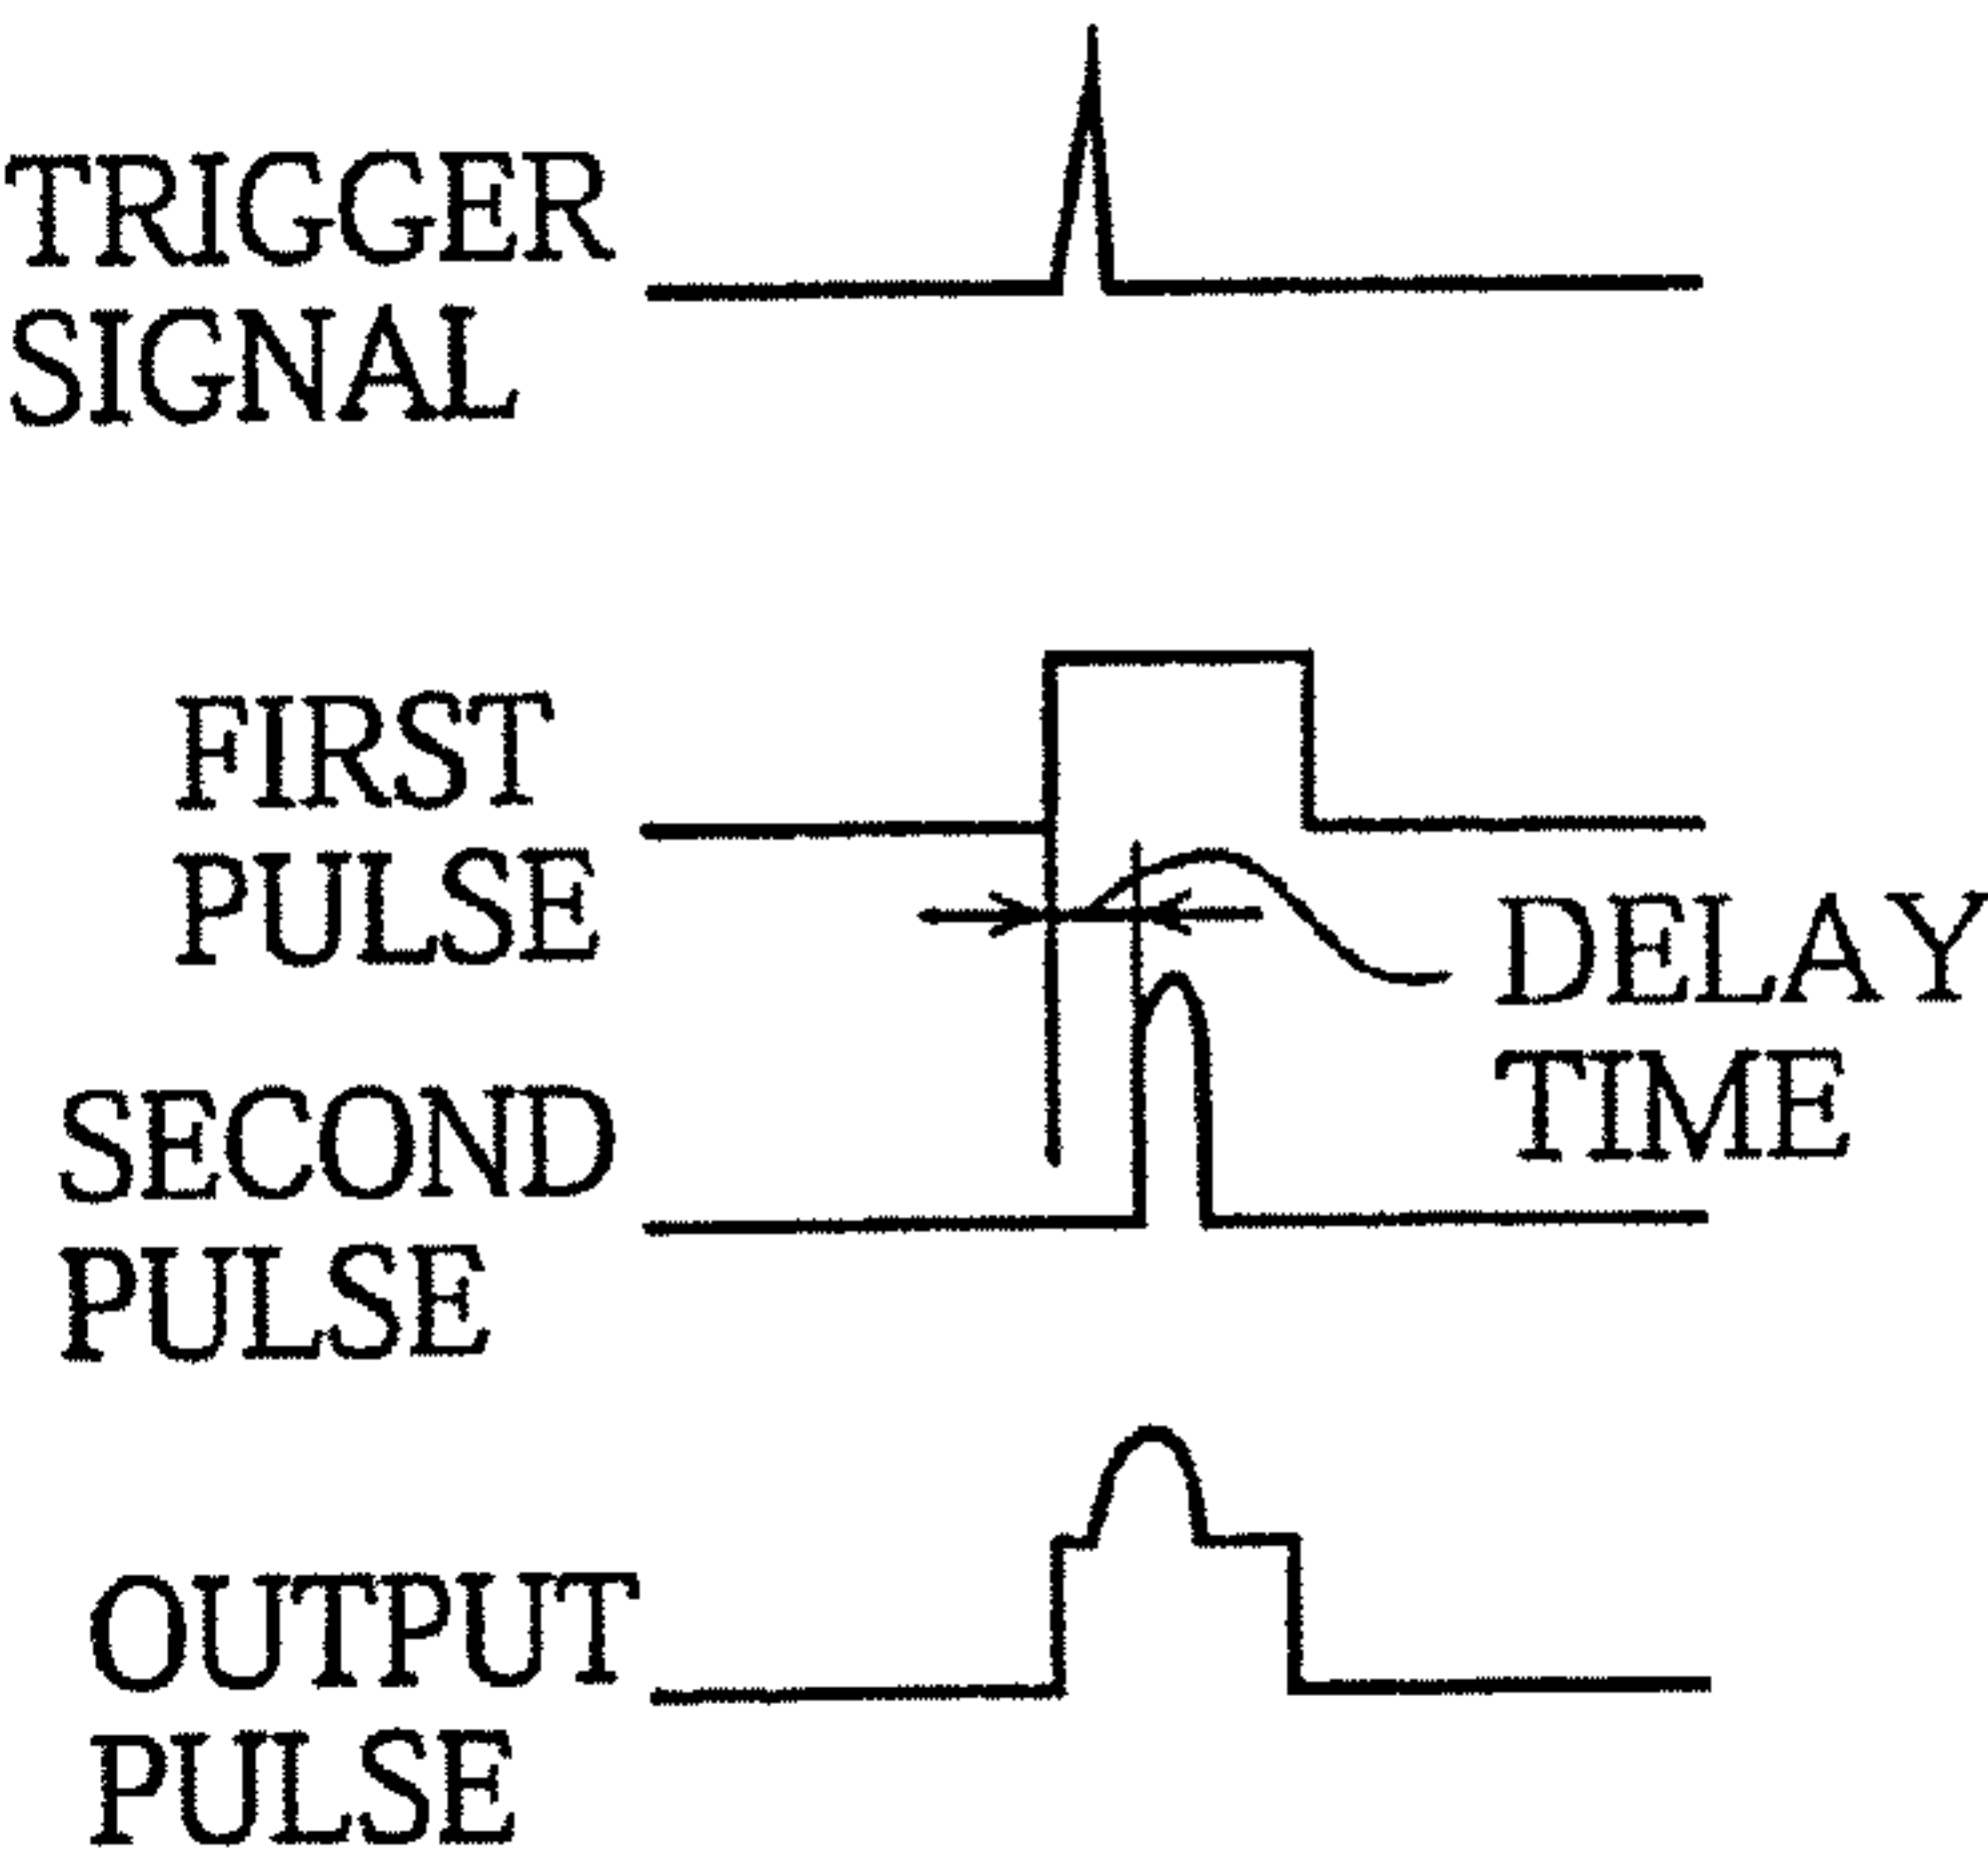 TRIGGER
SIGNAL
FIRST
PULSE
DELAY
TIME
SECOND
PULSE
OUTPUT
PULSE